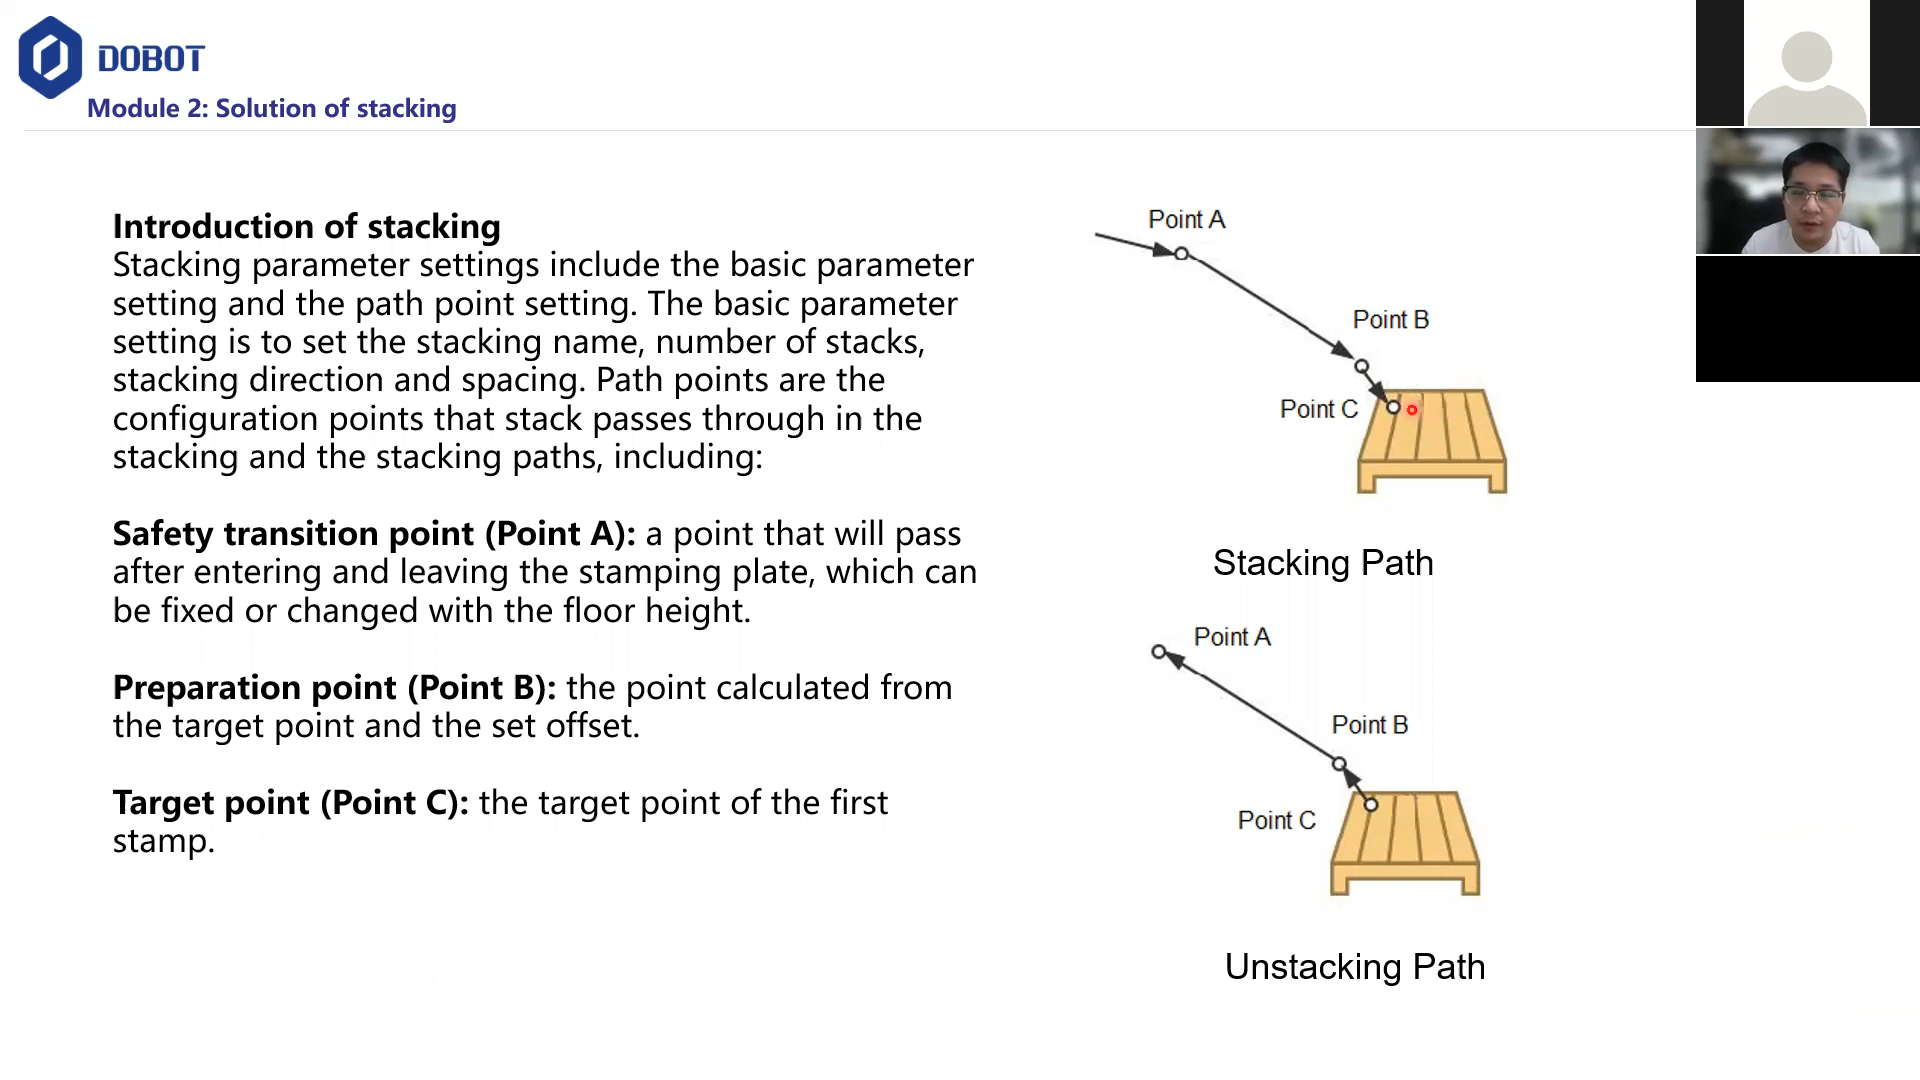 DOBOT
Module 2: Solution of stacking
Introduction of stacking
Stacking parameter settings include the basic parameter
setting and the path point setting. The basic parameter
setting is to set the stacking name, number of stacks,
stacking direction and spacing. Path points are the
configuration points that stack passes through in the
stacking and the stacking paths, including:
Safety transition point (Point A): a point that will pass
after entering and leaving the stamping plate, which can
be fixed or changed with the floor height.
Preparation point (Point B): the point calculated from
the target point and the set offset.
Target point (Point C): the target point of the first
stamp.
Point A
Point B
Point C
Stacking Path
Point A
Point B
Point C
Unstacking Path